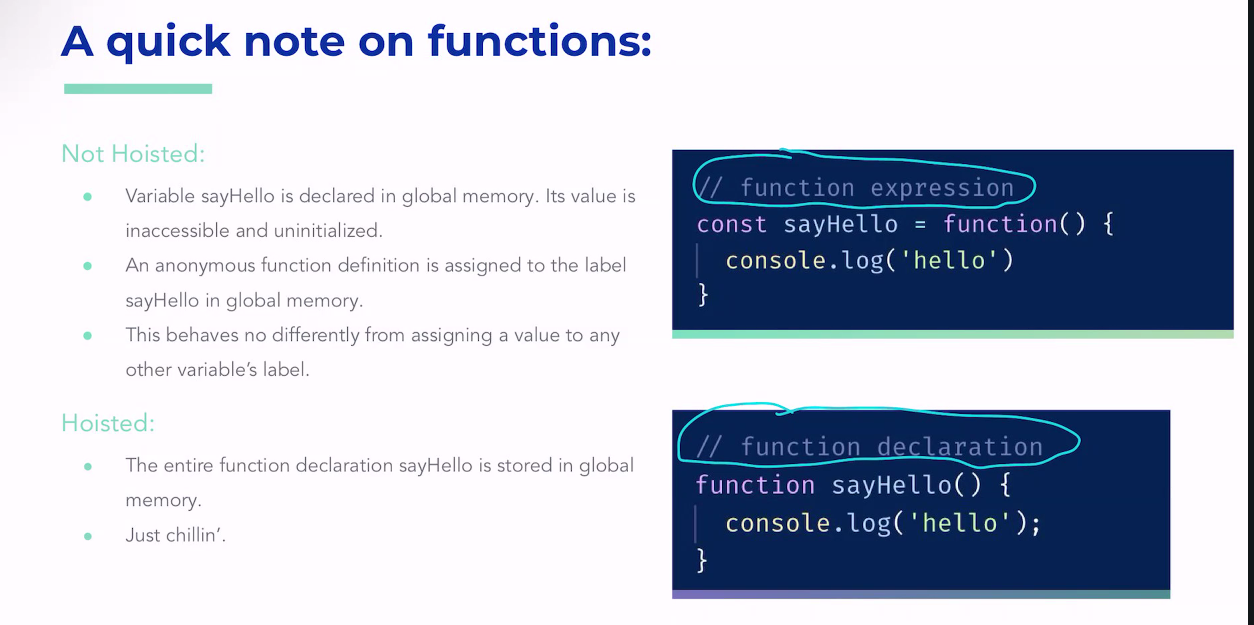 A quick note on functions:
Not Hoisted:
● Variable sayHello is declared in global memory. Its value is
inaccessible and uninitialized.
● An anonymous function definition is assigned to the label
sayHello in global memory.
● This behaves no differently from assigning a value to any
other variable’s label.
Hoisted:
● The entire function declaration sayHello is stored in global
memory.
● Just chillin’.
// function expression
const sayHello = function() {
  console.log('hello')
}
// function declaration
function sayHello() {
  console.log('hello');
}